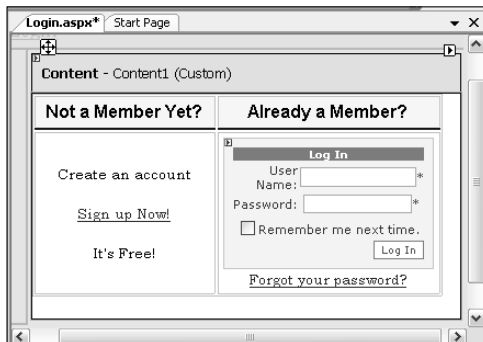 Login.aspx* Start Page
Content - Content1 (Custom)
Not a Member Yet?
Already a Member?
Create an account
Sign up Now!
It's Free!
Log In
User
Name: *
Password: *
Remember me next time.
Log In
Forgot your password?